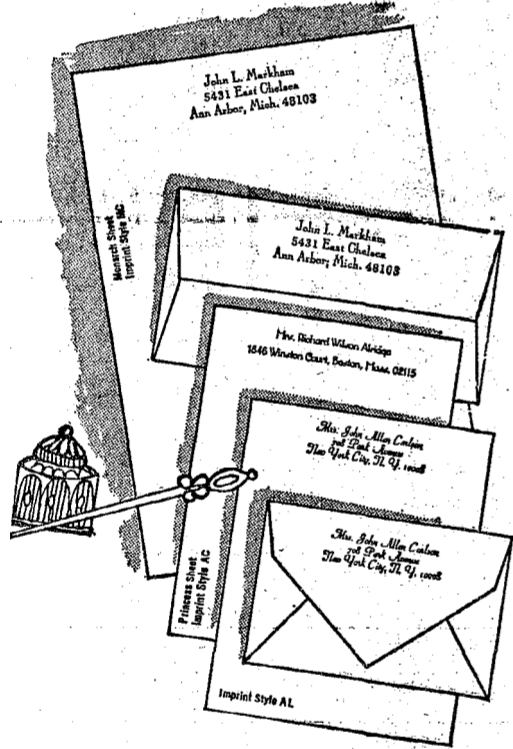 John L. Markham
5431 East Chelsea
Ann Arbor, Mich. 48103
Monarch Sheet
Imprint Style MC
John L. Markham
5431 East Chelsea
Ann Arbor, Mich. 48103
Mrs. Richard Wilson Aldridge
1846 Winston Court, Boston, Mass. 02115
Mrs. John Allen Carlson
708 Park Avenue
New York City, N. Y. 10028
Princess Sheet
Imprint Style AC
Mrs. John Allen Carlson
708 Park Avenue
New York City, N. Y.
Imprint Style AL